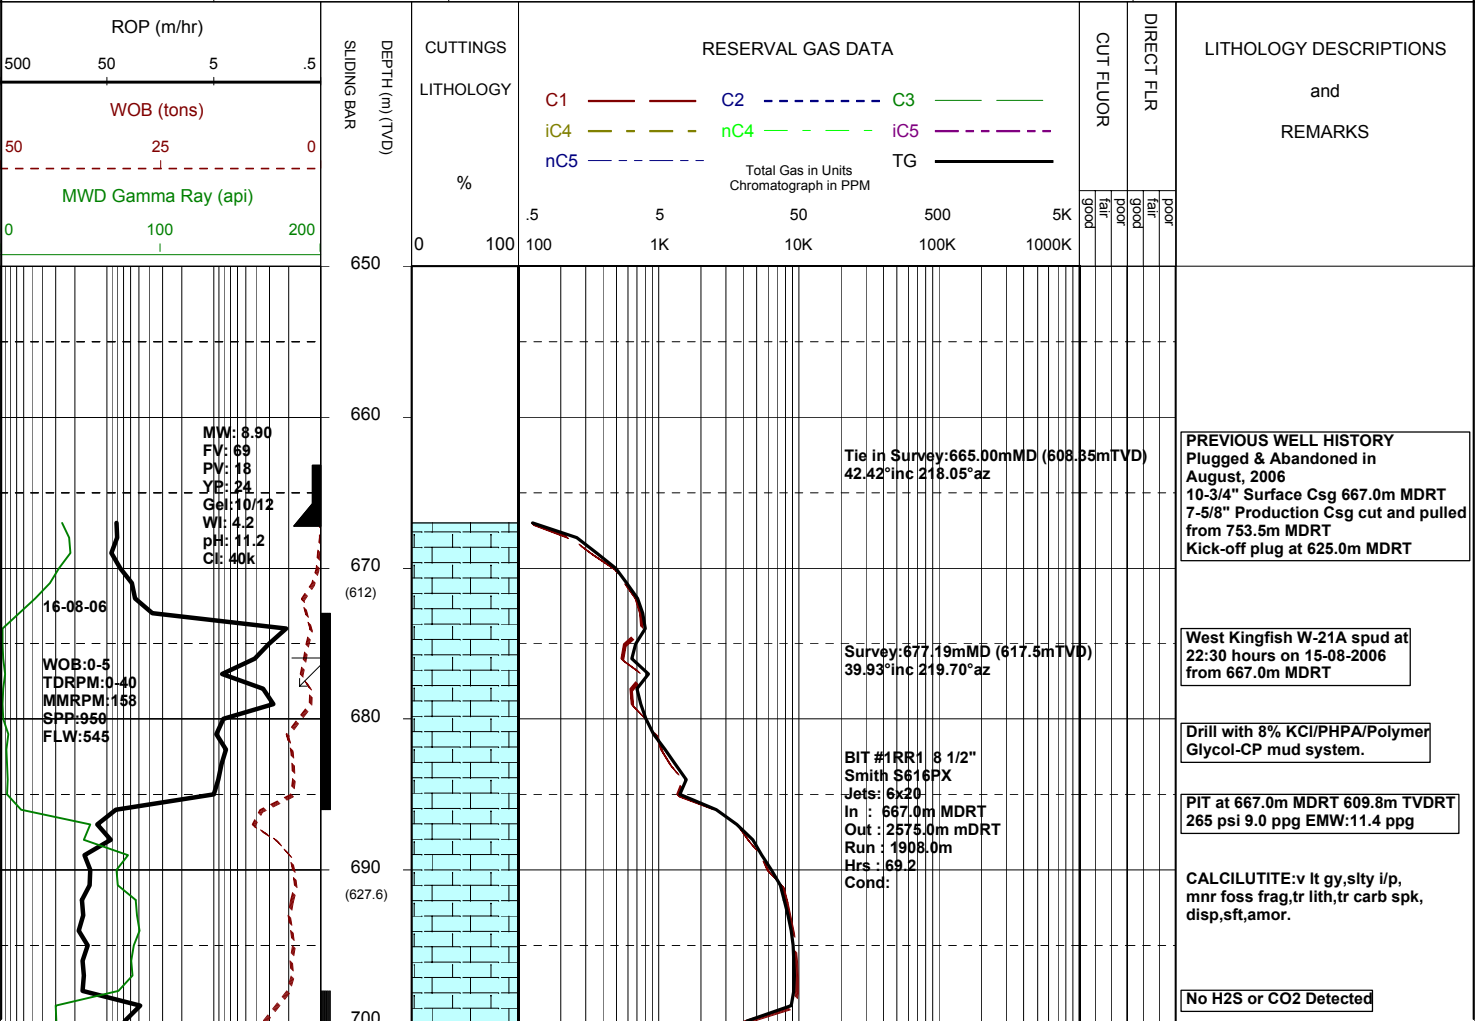 ROP (m/hr)
500 50 5 .5
WOB (tons)
50 25 0
MWD Gamma Ray (api)
0 100 200
SLIDING BAR
DEPTH (m) (TVD)
CUTTINGS
LITHOLOGY
%
0 100
RESERVAL GAS DATA
C1 C2 C3
iC4 nC4 iC5
nC5 TG
Total Gas in Units
Chromatograph in PPM
.5 5 50 500 5K
100 1K 10K 100K 1000K
CUT FLUOR
DIRECT FLR
good fair poor good fair poor
LITHOLOGY DESCRIPTIONS
and
REMARKS
650
660
670
(612)
680
690
(627.6)
700
MW: 8.90
FV: 69
PV: 18
YP: 24
Gel:10/12
Wl: 4.2
pH: 11.2
Cl: 40k
16-08-06
WOB:0-5
TDRPM:0-40
MMRPM:158
SPP:950
FLW:545
Tie in Survey:665.00mMD (608.35mTVD)
42.42°inc 218.05°az
Survey:677.19mMD (617.5mTVD)
39.93°inc 219.70°az
BIT #1RR1 8 1/2"
Smith S616PX
Jets: 6x20
In : 667.0m MDRT
Out : 2575.0m mDRT
Run : 1908.0m
Hrs : 69.2
Cond:
PREVIOUS WELL HISTORY
Plugged & Abandoned in
August, 2006
10-3/4" Surface Csg 667.0m MDRT
7-5/8" Production Csg cut and pulled
from 753.5m MDRT
Kick-off plug at 625.0m MDRT
West Kingfish W-21A spud at
22:30 hours on 15-08-2006
from 667.0m MDRT
Drill with 8% KCl/PHPA/Polymer
Glycol-CP mud system.
PIT at 667.0m MDRT 609.8m TVDRT
265 psi 9.0 ppg EMW:11.4 ppg
CALCILUTITE:v lt gy,slty i/p,
mnr foss frag,tr lith,tr carb spk,
disp,sft,amor.
No H2S or CO2 Detected